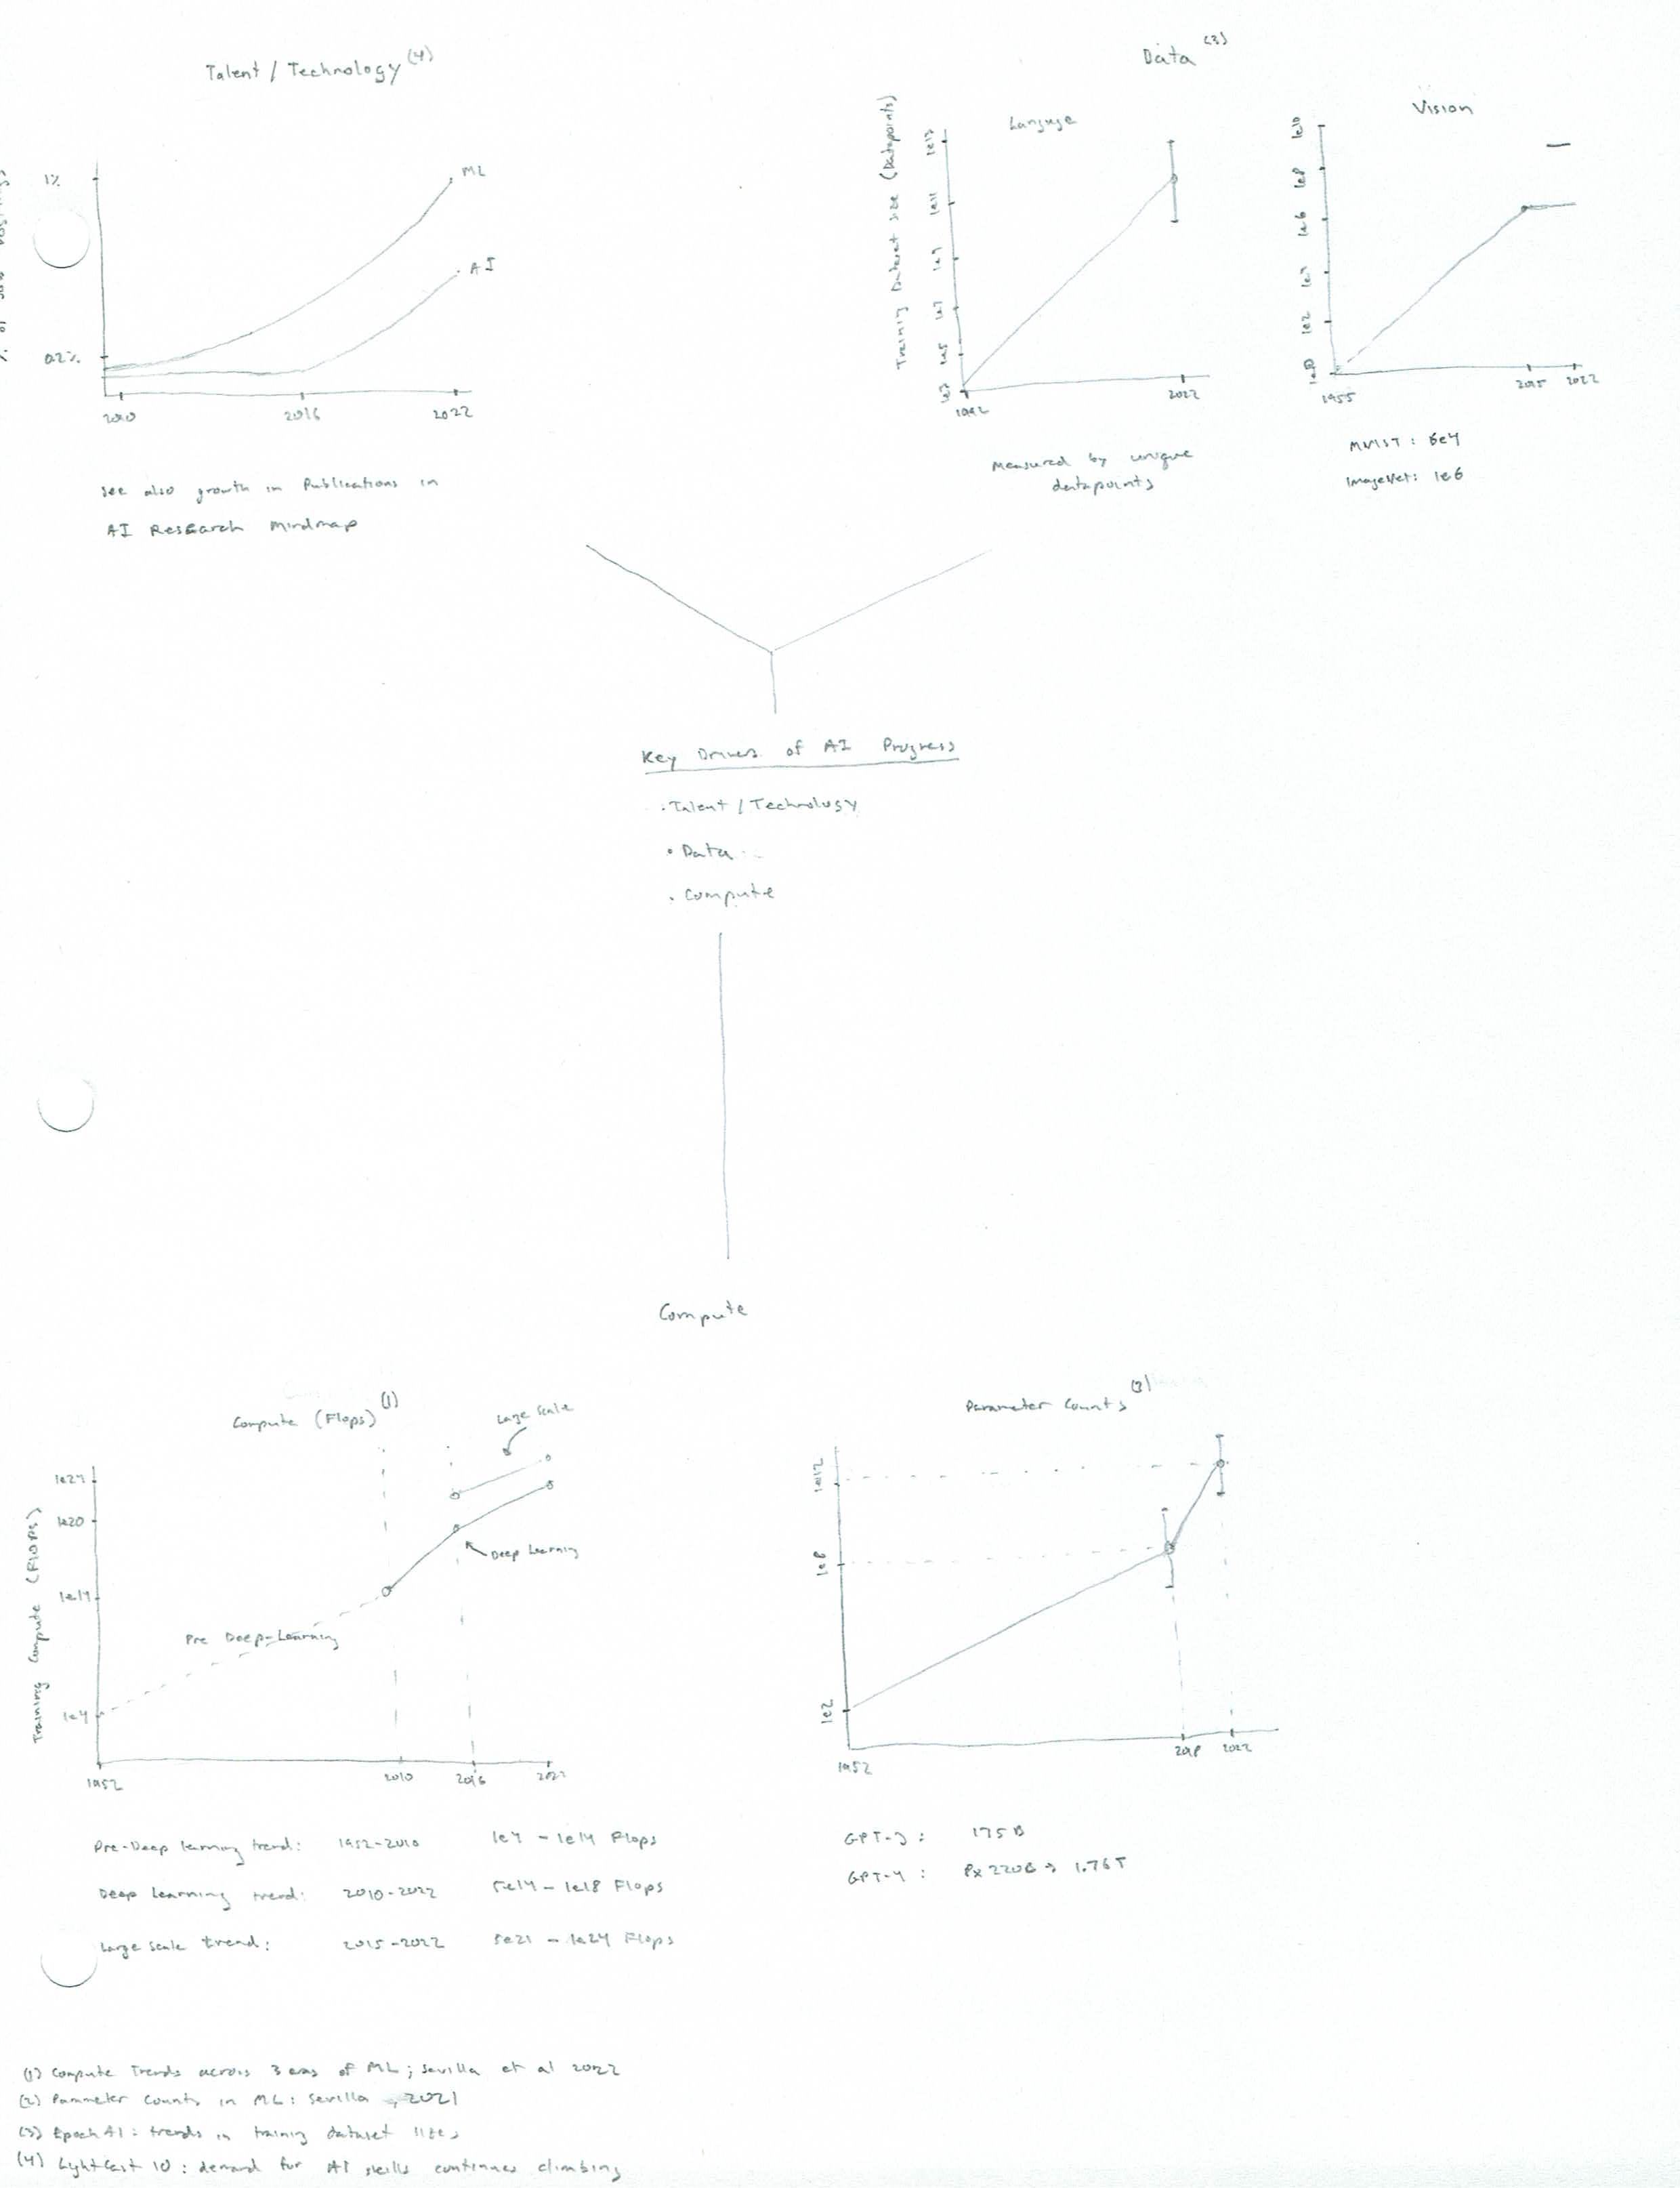 Talent / Technology (4)
% of Job Postings
1%
0.2%
ML
AI
2010
2016
2022
See also growth in Publications in
AI Research Mindmap
Data (3)
Languge
Training Dataset Size (Datapoints)
1e13
1e11
1e9
1e7
1e5
1e3
1992
2022
Measured by unique
datapoints
Vision
1e10
1e8
1e6
1e2
1e0
1955
2015
2022
MNIST : 6e4
ImageNet: 1e6
Key Drivers of AI Progress
• Talent / Technology
• Data
• Compute
Compute
Compute (Flops) (1)
Training Compute (FLOPS)
1e24
1e20
1e14
1e4
Large Scale
Deep Learning
Pre Deep-Learning
1952
2010
2016
2022
Pre-Deep learning trend: 1952-2010 1e4 - 1e14 Flops
Deep Learning trend: 2010-2022 5e14 - 1e18 Flops
Large scale trend: 2015-2022 5e21 - 1e24 Flops
Parameter Counts
1e12
1e8
1e2
1952
2018
2022
GPT-3 : 175B
GPT-4 : 8x220B → 1.76T
(1) Compute Trends across 3 eras of ML; Sevilla et al 2022
(2) Parameter Counts in ML: Sevilla, 2021
(3) Epoch AI: trends in training dataset sizes
(4) LightCast IO: demand for AI skills continues climbing